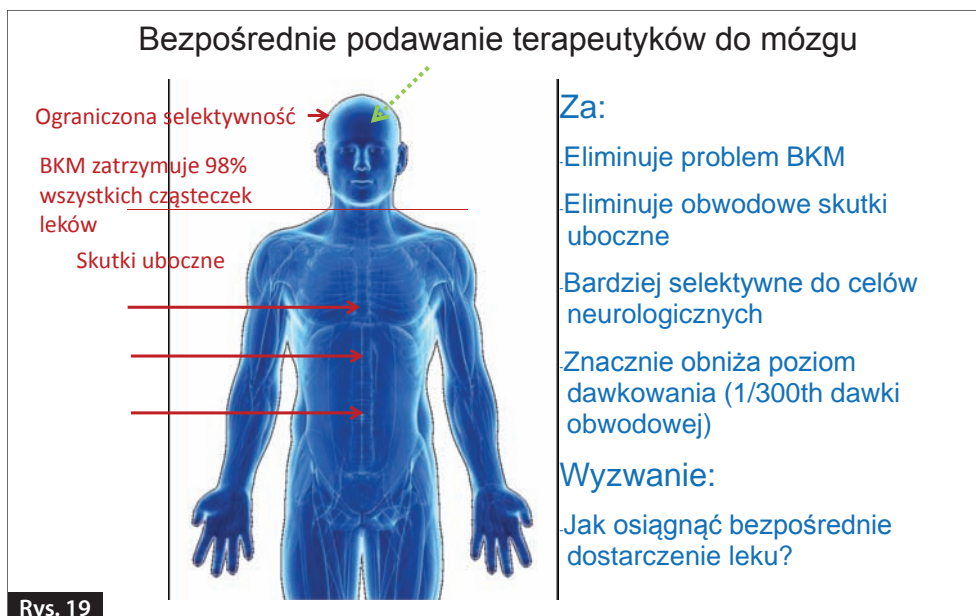 Bezpośrednie podawanie terapeutyków do mózgu
Ograniczona selektywność
BKM zatrzymuje 98%
wszystkich cząsteczek
leków
Skutki uboczne
Za:
-Eliminuje problem BKM
-Eliminuje obwodowe skutki
uboczne
-Bardziej selektywne do celów
neurologicznych
-Znacznie obniża poziom
dawkowania (1/300th dawki
obwodowej)
Wyzwanie:
-Jak osiągnąć bezpośrednie
dostarczenie leku?
Rys. 19